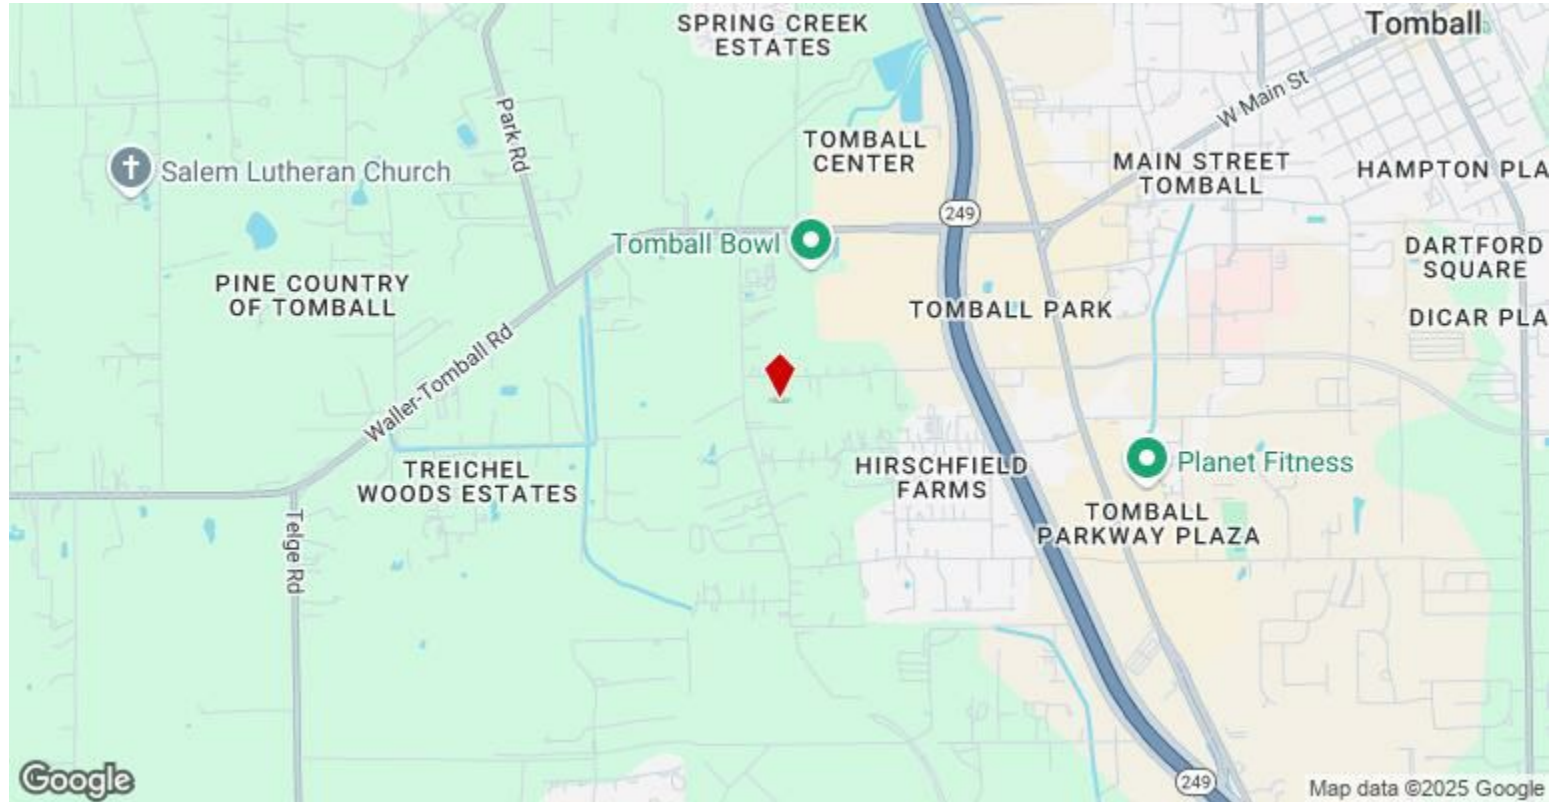 SPRING CREEK
ESTATES
Tomball
Park Rd
W Main St
TOMBALL
CENTER
MAIN STREET
TOMBALL
Salem Lutheran Church
HAMPTON PLA
249
Tomball Bowl
DARTFORD
SQUARE
PINE COUNTRY
OF TOMBALL
TOMBALL PARK
DICAR PLA
Waller-Tomball Rd
HIRSCHFIELD
FARMS
Planet Fitness
TREICHEL
WOODS ESTATES
TOMBALL
PARKWAY PLAZA
Telge Rd
249
Google
Map data ©2025 Google